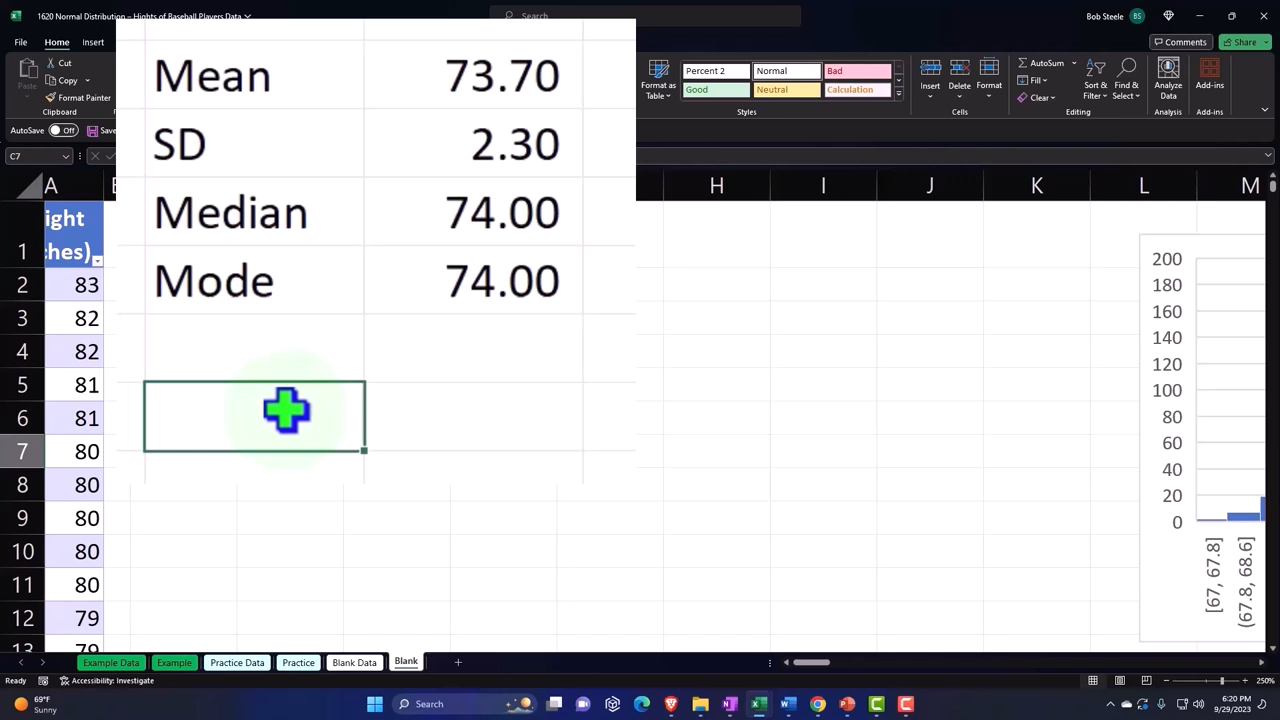 1620 Normal Distribution – Hights of Baseball Players Data
Search
Bob Steele BS
File Home Insert
Comments Share
Cut
Copy
Format Painter
Format as Table
Percent 2 Normal Bad
Good Neutral Calculation
Styles
Insert Delete Format
Cells
AutoSum
Fill
Clear
Sort & Filter
Find & Select
Editing
Analyze Data
Analysis
Add-ins
Add-ins
AutoSave Off
C7
A
H I J K L M
Mean 73.70
SD 2.30
Median 74.00
Mode 74.00
1
2 83
3 82
4 82
5 81
6 81
7 80
8 80
9 80
10 80
11 80
12 79
200
180
160
140
120
100
80
60
40
20
0
[67, 67.8]
(67.8, 68.6]
Example Data Example Practice Data Practice Blank Data Blank
Ready Accessibility: Investigate 250%
69°F
Sunny
Search
6:20 PM
9/29/2023